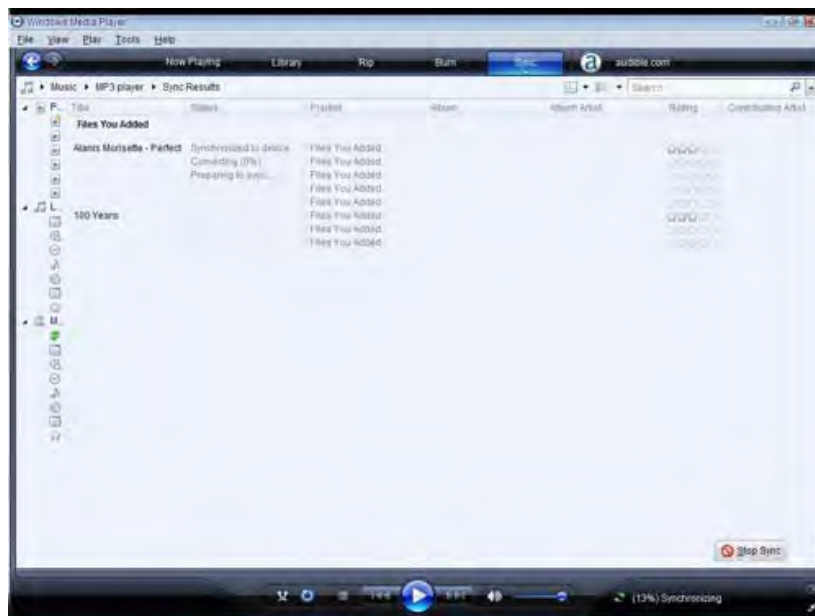 Windows Media Player
File View Play Tools Help
Now Playing Library Rip Burn Sync audible.com
Music ▸ MP3 player ▸ Sync Results Search
P... Title Status Playlist Album Album Artist Rating Contributing Artist
Files You Added
Alanis Morisette - Perfect Synchronized to device Files You Added
Converting (0%) Files You Added
Preparing to sync... Files You Added
Files You Added
Files You Added
L...
100 Years Files You Added
Files You Added
Files You Added
M...
Stop Sync
(13%) Synchronizing